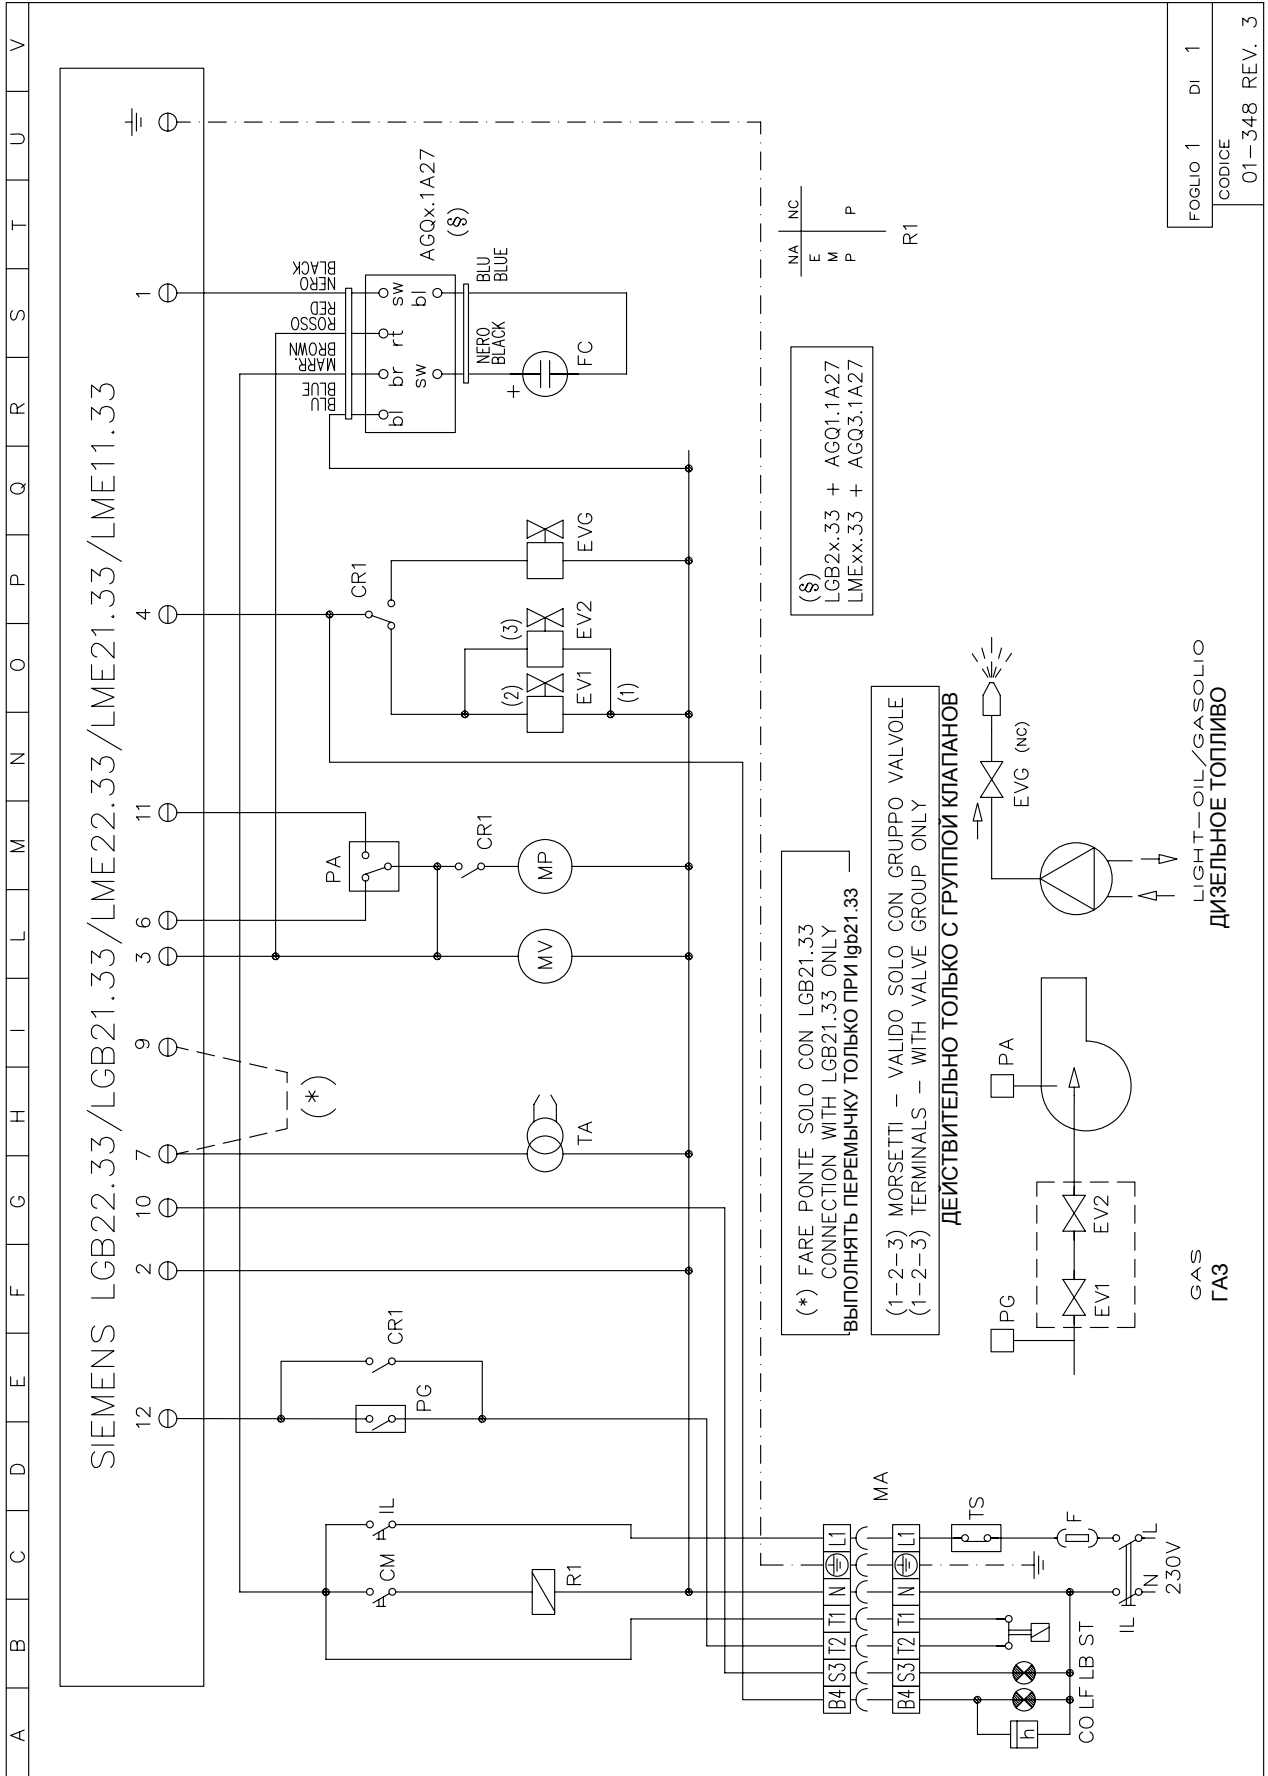 A B C D E F G H I L M N O P Q R S T U V
SIEMENS LGB22.33/LGB21.33/LME22.33/LME21.33/LME11.33
12 2 10 7 9 3 6 11 4 1
(*)
CM
IL
R1
PG
CR1
TA
MV
MP
PA
CR1
CR1
(2)
(3)
EV1
EV2
(1)
EVG
BLU
BLUE
MARR.
BROWN
ROSSO
RED
NERO
BLACK
bl br rt sw
sw bl
AGQx.1A27
(§)
NERO
BLACK
BLU
BLUE
+
FC
B4 S3 T2 T1 N L1
MA
B4 S3 T2 T1 N L1
TS
F
h
CO LF LB ST
IL
N
L
230V
(*) FARE PONTE SOLO CON LGB21.33
CONNECTION WITH LGB21.33 ONLY
ВЫПОЛНЯТЬ ПЕРЕМЫЧКУ ТОЛЬКО ПРИ lgb21.33
(1-2-3) MORSETTI - VALIDO SOLO CON GRUPPO VALVOLE
(1-2-3) TERMINALS - WITH VALVE GROUP ONLY
ДЕЙСТВИТЕЛЬНО ТОЛЬКО С ГРУППОЙ КЛАПАНОВ
(§)
LGB2x.33 + AGQ1.1A27
LMExx.33 + AGQ3.1A27
NA NC
E
M
P P
R1
PG
EV1
EV2
PA
GAS
ГАЗ
EVG (NC)
LIGHT-OIL/GASOLIO
ДИЗЕЛЬНОЕ ТОПЛИВО
FOGLIO 1 DI 1
CODICE
01-348 REV. 3